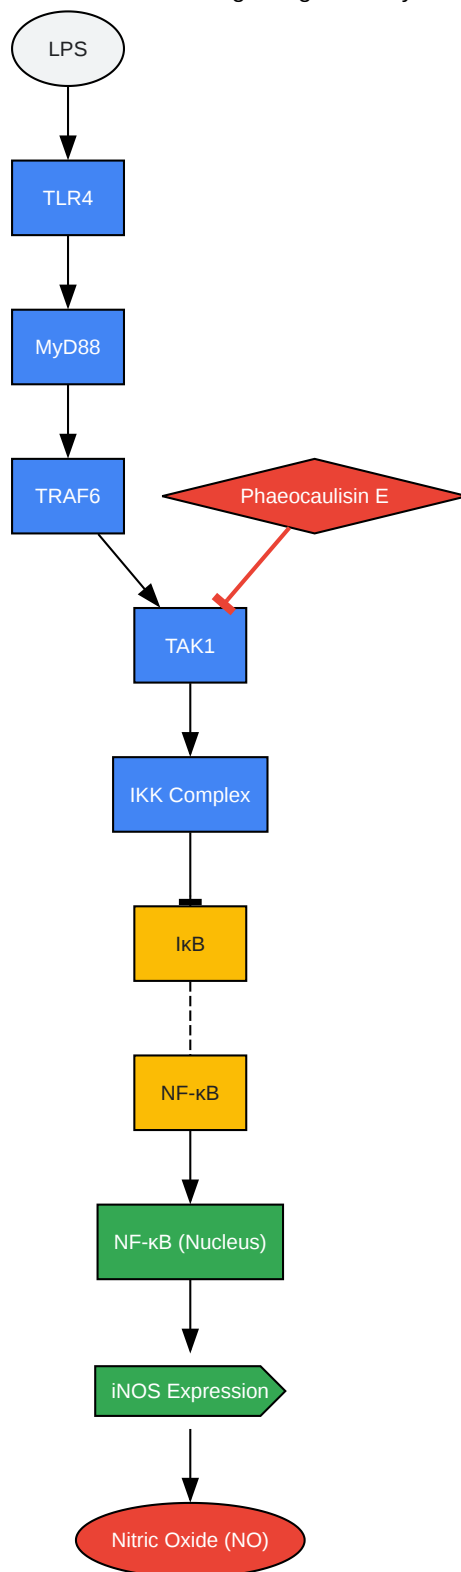 LPS
TLR4
MyD88
TRAF6
Phaeocaulisin E
TAK1
IKK Complex
IκB
NF-κB
NF-κB (Nucleus)
iNOS Expression
Nitric Oxide (NO)